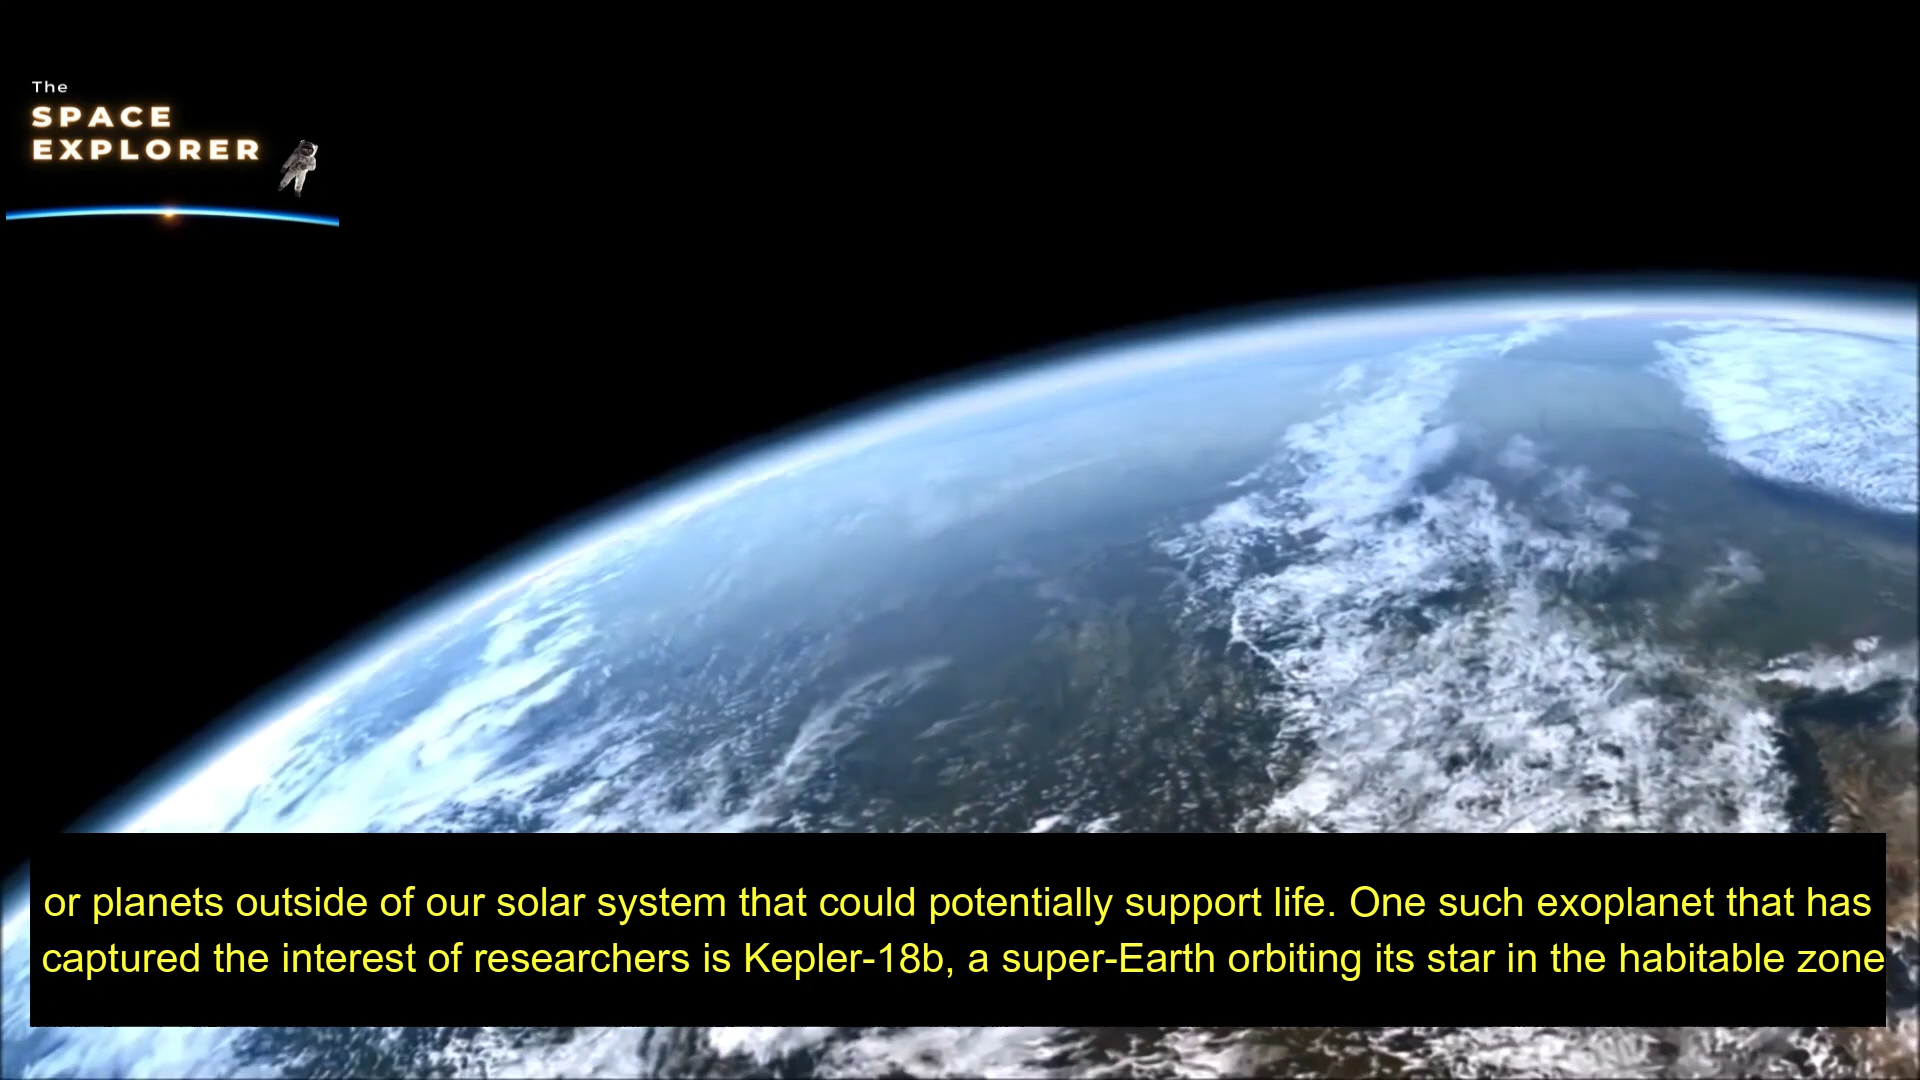 The
SPACE
EXPLORER
or planets outside of our solar system that could potentially support life. One such exoplanet that has
captured the interest of researchers is Kepler-18b, a super-Earth orbiting its star in the habitable zone